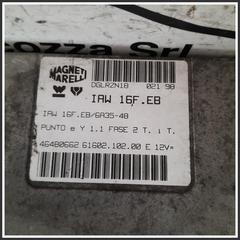 ozza Srl
MAGNETI
MARELLI
DGLRZN18 021 98
IAW 16F.EB
IAW 16F.EB/6A35-48
PUNTO e Y 1.1 FASE 2 T. i T.
46480662 61602.102.00 E 12V=